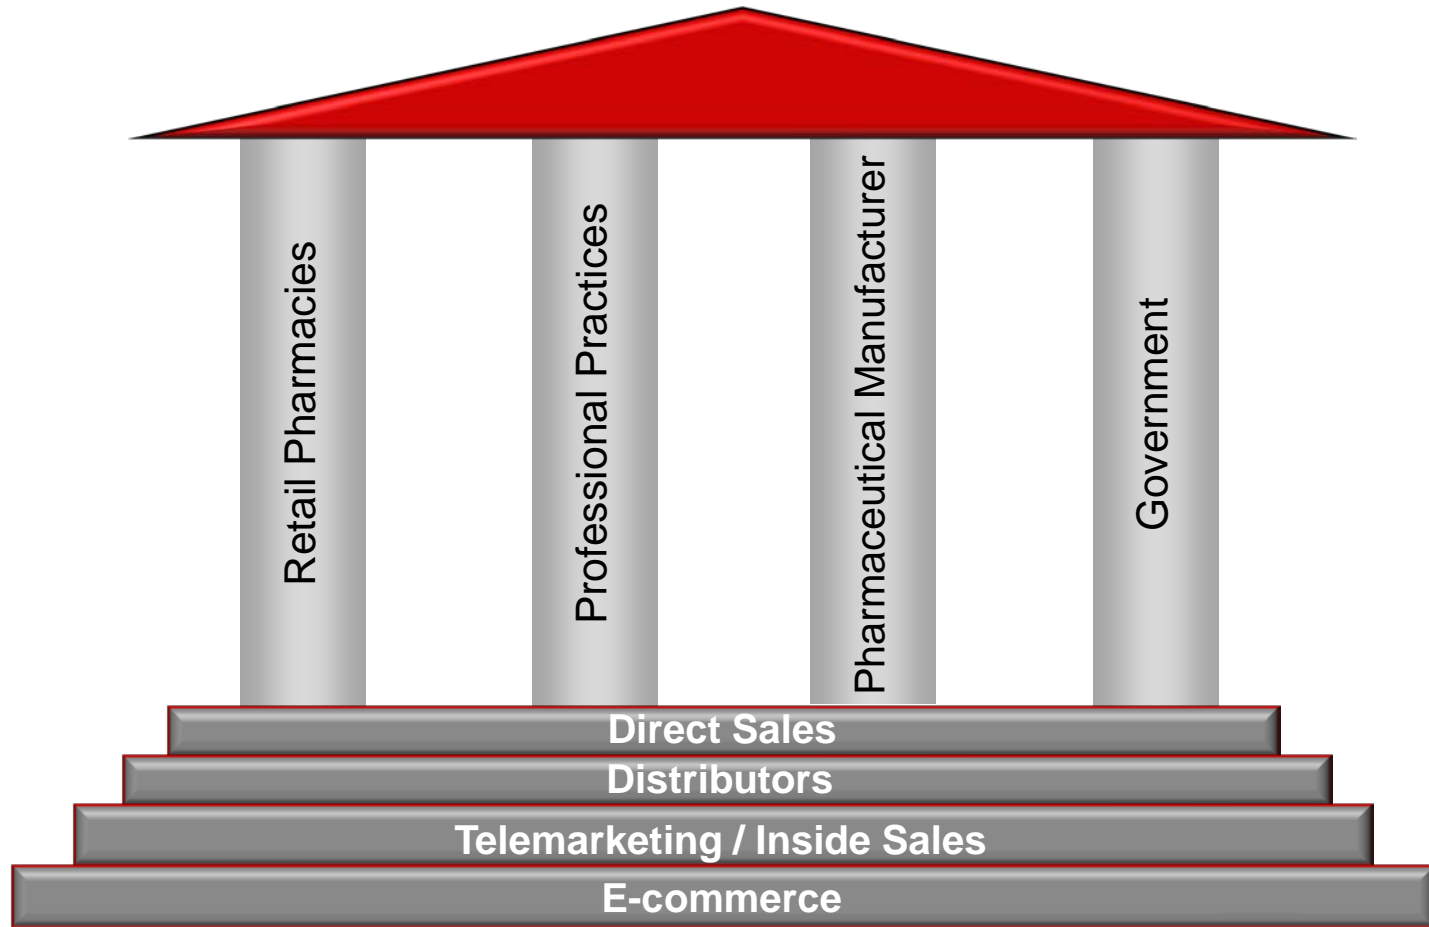 Retail Pharmacies
Professional Practices
Pharmaceutical Manufacturer
Government
Direct Sales
Distributors
Telemarketing / Inside Sales
E-commerce